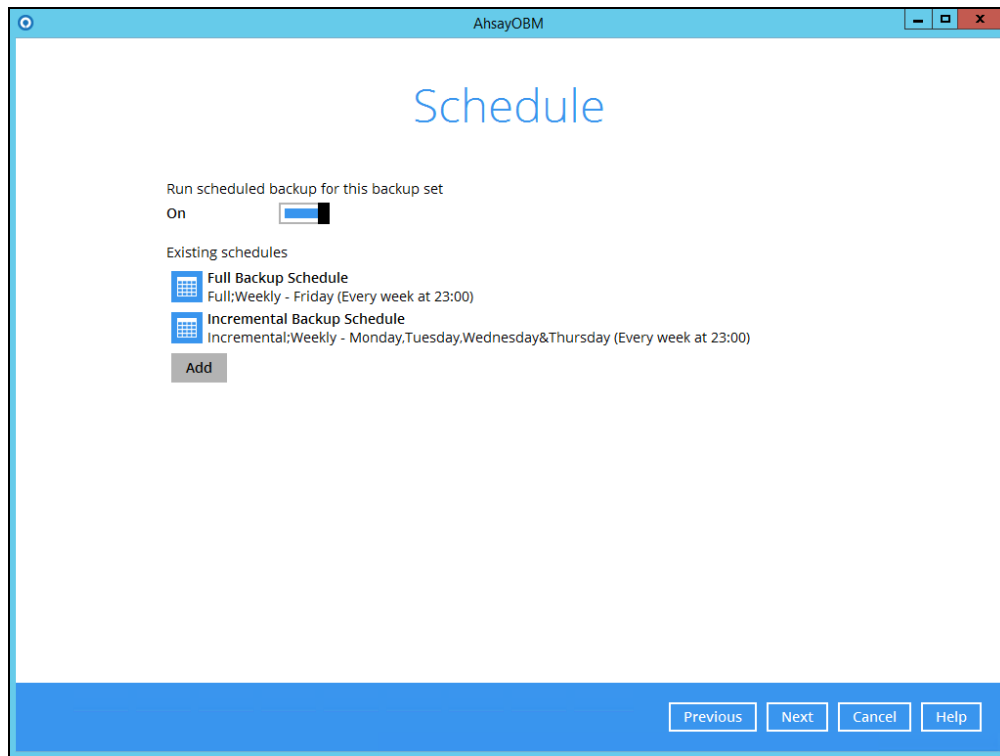 AhsayOBM
Schedule
Run scheduled backup for this backup set
On
Existing schedules
Full Backup Schedule
Full;Weekly - Friday (Every week at 23:00)
Incremental Backup Schedule
Incremental;Weekly - Monday,Tuesday,Wednesday&Thursday (Every week at 23:00)
Add
Previous Next Cancel Help